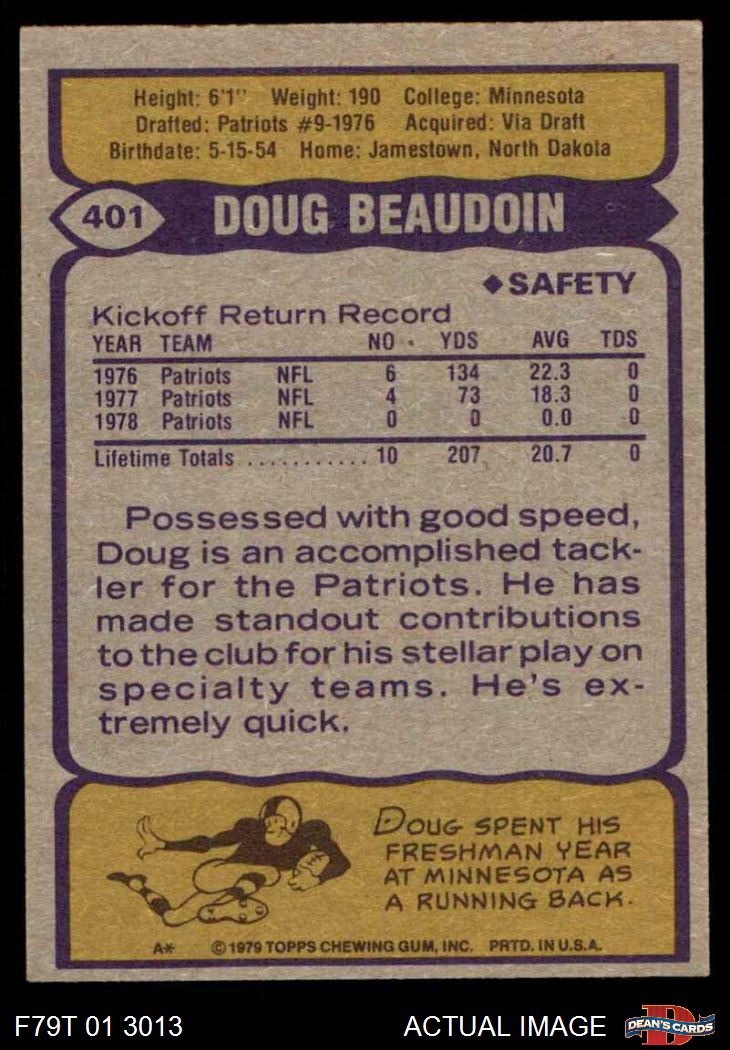 Height: 6'1" Weight: 190 College: Minnesota
Drafted: Patriots #9-1976 Acquired: Via Draft
Birthdate: 5-15-54 Home: Jamestown, North Dakota
401 DOUG BEAUDOIN
◆SAFETY
Kickoff Return Record
YEAR TEAM NO YDS AVG TDS
1976 Patriots NFL 6 134 22.3 0
1977 Patriots NFL 4 73 18.3 0
1978 Patriots NFL 0 0 0.0 0
Lifetime Totals ........... 10 207 20.7 0
Possessed with good speed,
Doug is an accomplished tack-
ler for the Patriots. He has
made standout contributions
to the club for his stellar play on
specialty teams. He's ex-
tremely quick.
DOUG SPENT HIS
FRESHMAN YEAR
AT MINNESOTA AS
A RUNNING BACK.
A* © 1979 TOPPS CHEWING GUM, INC. PRTD. IN U.S.A.
F79T 01 3013 ACTUAL IMAGE D DEAN'S CARDS